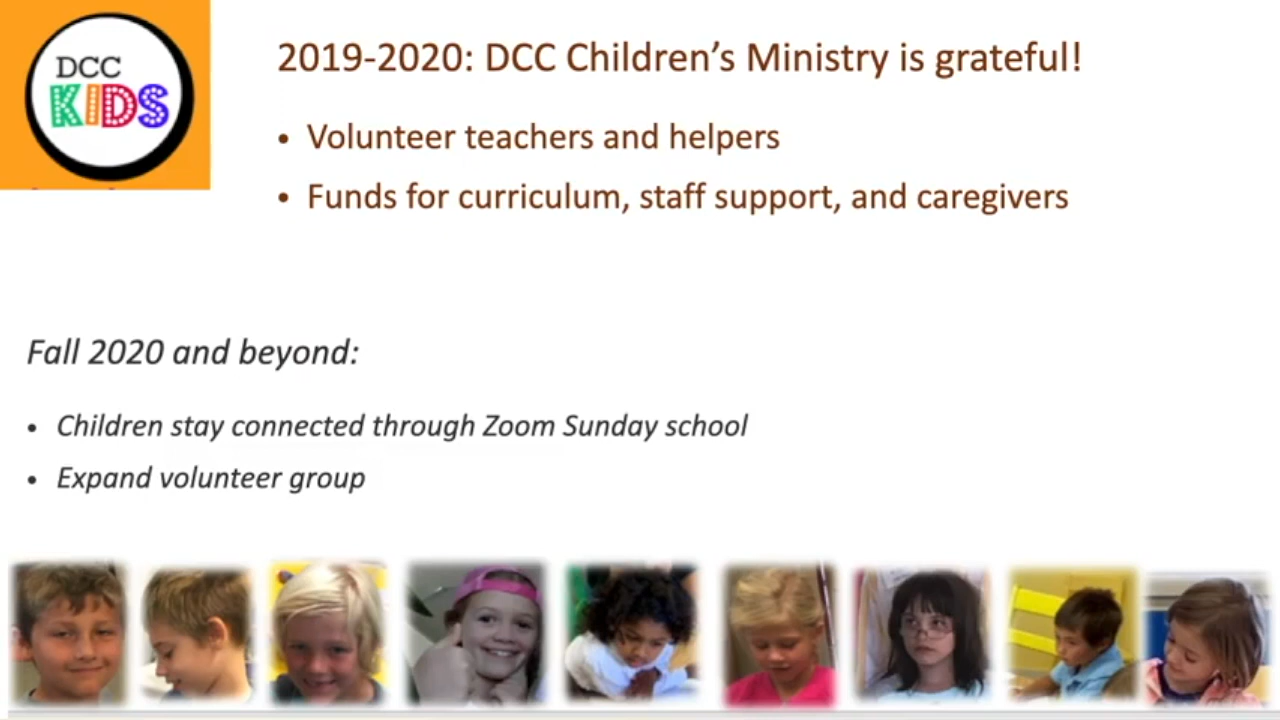 DCC
KIDS
2019-2020: DCC Children’s Ministry is grateful!
• Volunteer teachers and helpers
• Funds for curriculum, staff support, and caregivers
Fall 2020 and beyond:
• Children stay connected through Zoom Sunday school
• Expand volunteer group